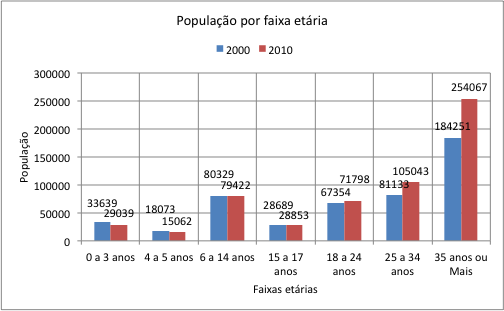 População por faixa etária
2000 2010
População
300000
250000
200000
150000
100000
50000
0
33639 29039
18073 15062
80329 79422
28689 28853
67354 71798
81133 105043
184251 254067
0 a 3 anos
4 a 5 anos
6 a 14 anos
15 a 17
anos
18 a 24
anos
25 a 34
anos
35 anos ou
Mais
Faixas etárias